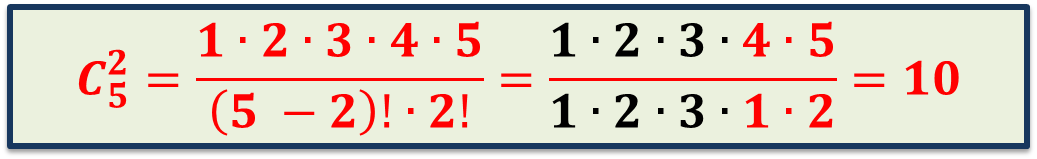 C₅² = (1 · 2 · 3 · 4 · 5)/((5 − 2)! · 2!) = (1 · 2 · 3 · 4 · 5)/(1 · 2 · 3 · 1 · 2) = 10